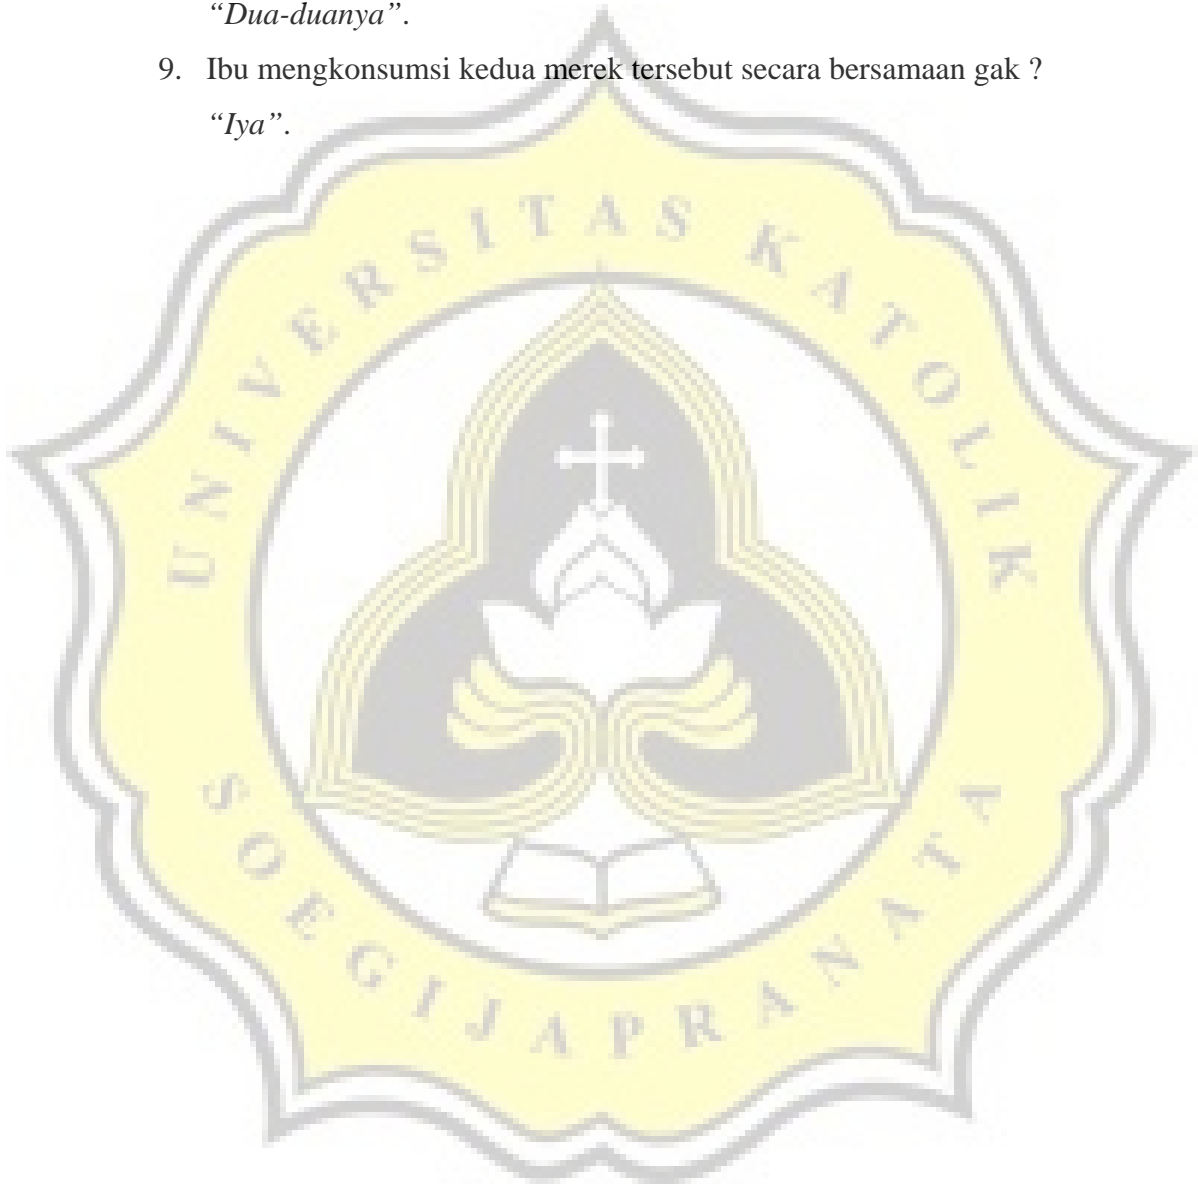 “Dua-duanya”.
9. Ibu mengkonsumsi kedua merek tersebut secara bersamaan gak ?
“Iya”.
UNIVERSITAS KATOLIK
SOEGIJAPRANATA